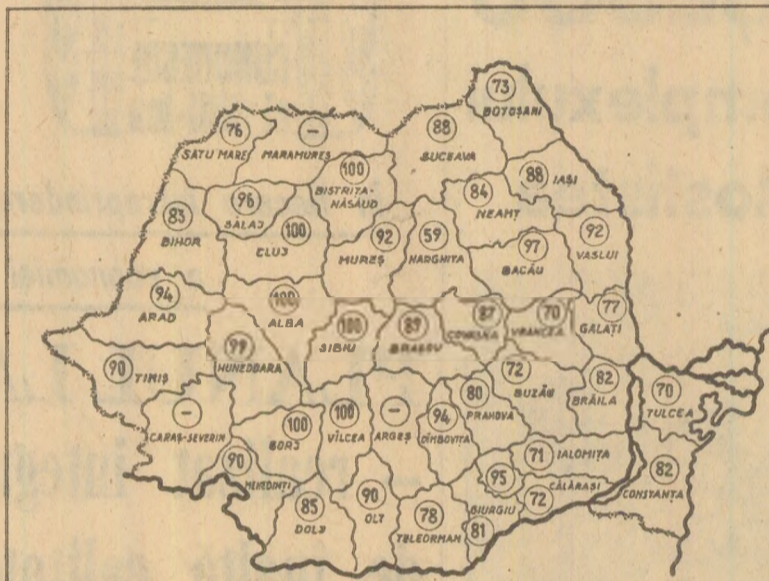 73
BOTOȘARI
76
SATU MARE
–
MARAMUREȘ
88
SUCEAVA
100
BISTRIȚA-
NĂSĂUD
88 IAȘI
96
SĂLAJ
84
NEAMȚ
83
BIHOR
100
CLUJ
92
MUREȘ
59
HARGHITA
97
BACĂU
92
VASLUI
94
ARAD
100
ALBA
99
HUNEDOARA
100
SIBIU
89
BRAȘOV
87
COVASNA
70
VRANCEA
77
GALAȚI
90 TIMIȘ
–
CARAȘ-SEVERIN
100
GORJ
100
VÎLCEA
–
ARGEȘ
94
DÎMBOVIȚA
80
PRAHOVA
72
BUZĂU
82
BRĂILA
70
TULCEA
90
MEHEDINȚI
85
DOLJ
90
OLT
78
TELEORMAN
95
71 IALOMIȚA
CĂLĂRAȘI
72
GIURGIU
81
82
CONSTANȚA